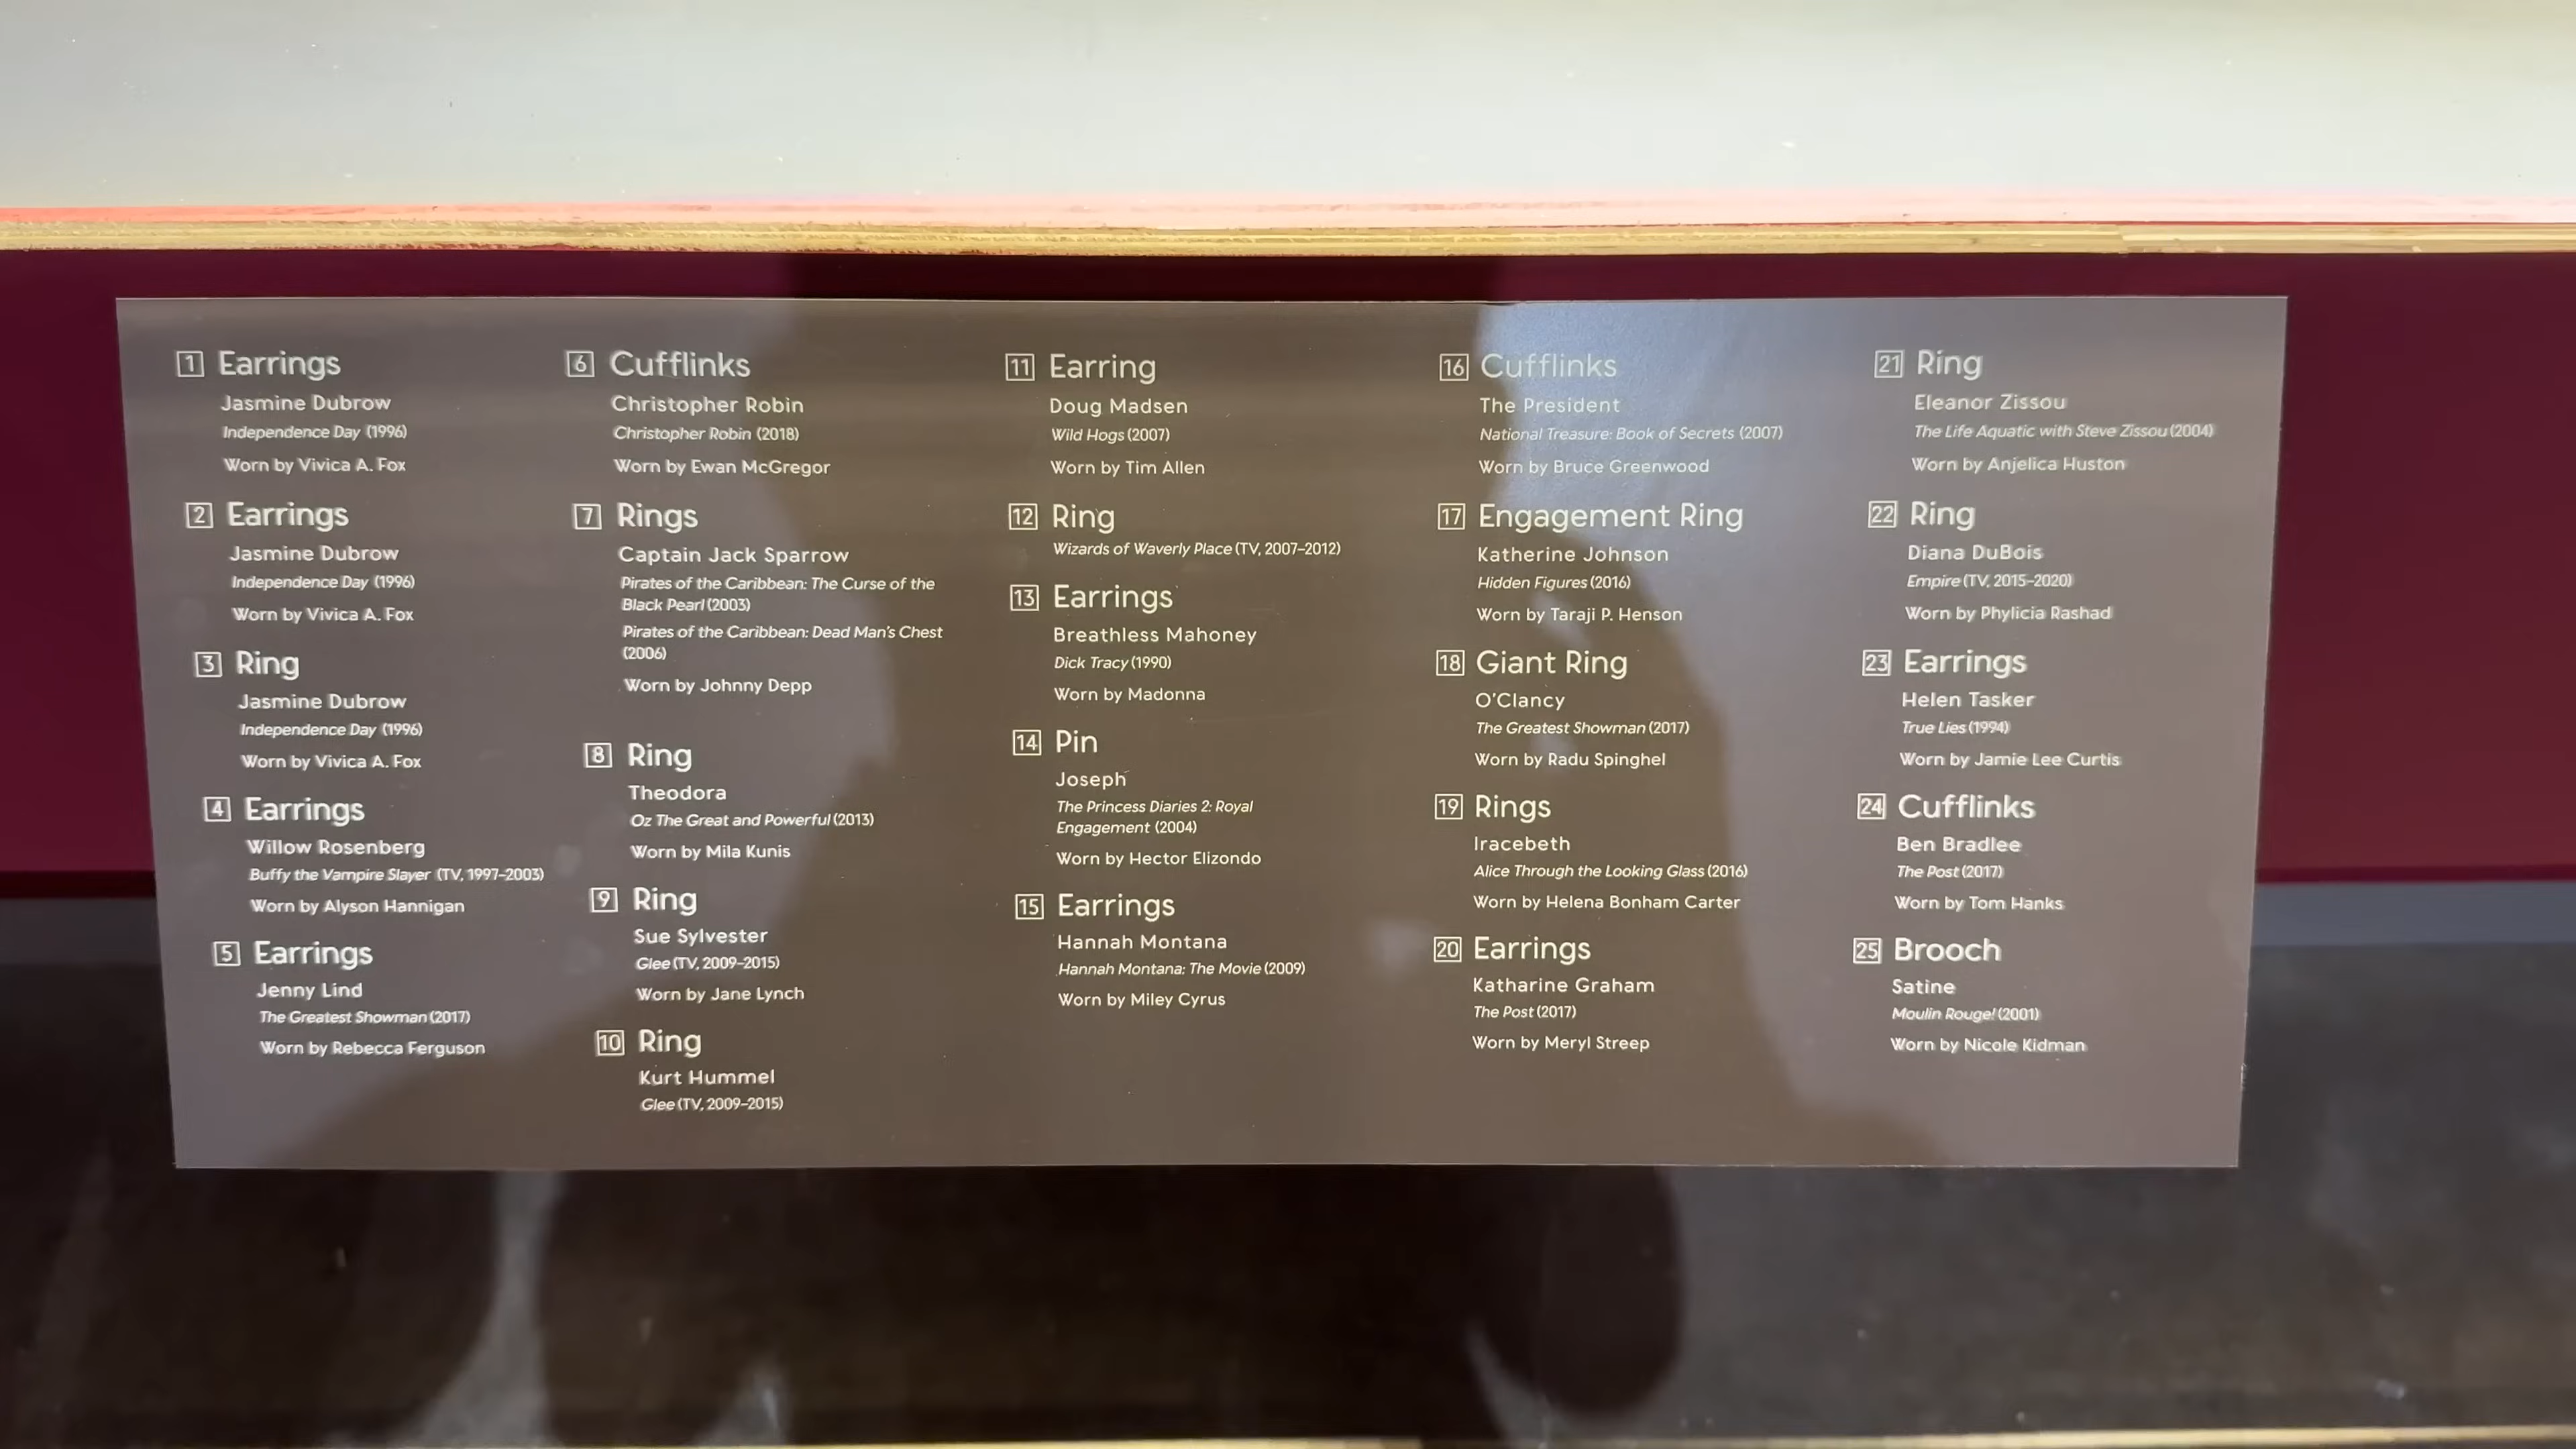 1 Earrings
Jasmine Dubrow
Independence Day (1996)
Worn by Vivica A. Fox
2 Earrings
Jasmine Dubrow
Independence Day (1996)
Worn by Vivica A. Fox
3 Ring
Jasmine Dubrow
Independence Day (1996)
Worn by Vivica A. Fox
4 Earrings
Willow Rosenberg
Buffy the Vampire Slayer (TV, 1997–2003)
Worn by Alyson Hannigan
5 Earrings
Jenny Lind
The Greatest Showman (2017)
Worn by Rebecca Ferguson
6 Cufflinks
Christopher Robin
Christopher Robin (2018)
Worn by Ewan McGregor
7 Rings
Captain Jack Sparrow
Pirates of the Caribbean: The Curse of the
Black Pearl (2003)
Pirates of the Caribbean: Dead Man's Chest
(2006)
Worn by Johnny Depp
8 Ring
Theodora
Oz The Great and Powerful (2013)
Worn by Mila Kunis
9 Ring
Sue Sylvester
Glee (TV, 2009–2015)
Worn by Jane Lynch
10 Ring
Kurt Hummel
Glee (TV, 2009–2015)
11 Earring
Doug Madsen
Wild Hogs (2007)
Worn by Tim Allen
12 Ring
Wizards of Waverly Place (TV, 2007–2012)
13 Earrings
Breathless Mahoney
Dick Tracy (1990)
Worn by Madonna
14 Pin
Joseph
The Princess Diaries 2: Royal
Engagement (2004)
Worn by Hector Elizondo
15 Earrings
Hannah Montana
Hannah Montana: The Movie (2009)
Worn by Miley Cyrus
16 Cufflinks
The President
National Treasure: Book of Secrets (2007)
Worn by Bruce Greenwood
17 Engagement Ring
Katherine Johnson
Hidden Figures (2016)
Worn by Taraji P. Henson
18 Giant Ring
O'Clancy
The Greatest Showman (2017)
Worn by Radu Spinghel
19 Rings
Iracebeth
Alice Through the Looking Glass (2016)
Worn by Helena Bonham Carter
20 Earrings
Katharine Graham
The Post (2017)
Worn by Meryl Streep
21 Ring
Eleanor Zissou
The Life Aquatic with Steve Zissou (2004)
Worn by Anjelica Huston
22 Ring
Diana DuBois
Empire (TV, 2015–2020)
Worn by Phylicia Rashad
23 Earrings
Helen Tasker
True Lies (1994)
Worn by Jamie Lee Curtis
24 Cufflinks
Ben Bradlee
The Post (2017)
Worn by Tom Hanks
25 Brooch
Satine
Moulin Rouge! (2001)
Worn by Nicole Kidman